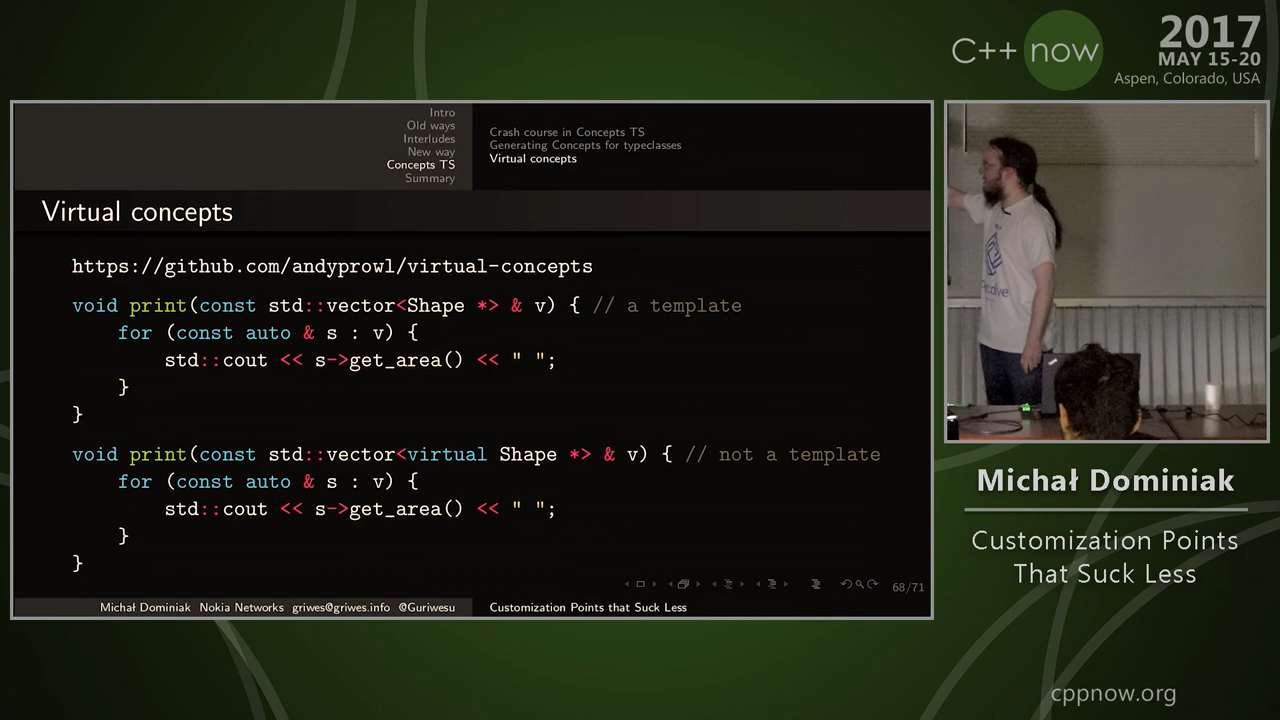 C++ now
2017
MAY 15-20
Aspen, Colorado, USA
Intro
Old ways
Interludes
New way
Concepts TS
Summary
Crash course in Concepts TS
Generating Concepts for typeclasses
Virtual concepts
Virtual concepts
https://github.com/andyprowl/virtual-concepts
void print(const std::vector<Shape *> & v) { // a template
    for (const auto & s : v) {
        std::cout << s->get_area() << " ";
    }
}
void print(const std::vector<virtual Shape *> & v) { // not a template
    for (const auto & s : v) {
        std::cout << s->get_area() << " ";
    }
}
68/71
Michał Dominiak Nokia Networks griwes@griwes.info @Guriwesu
Customization Points that Suck Less
Michał Dominiak
Customization Points
That Suck Less
cppnow.org